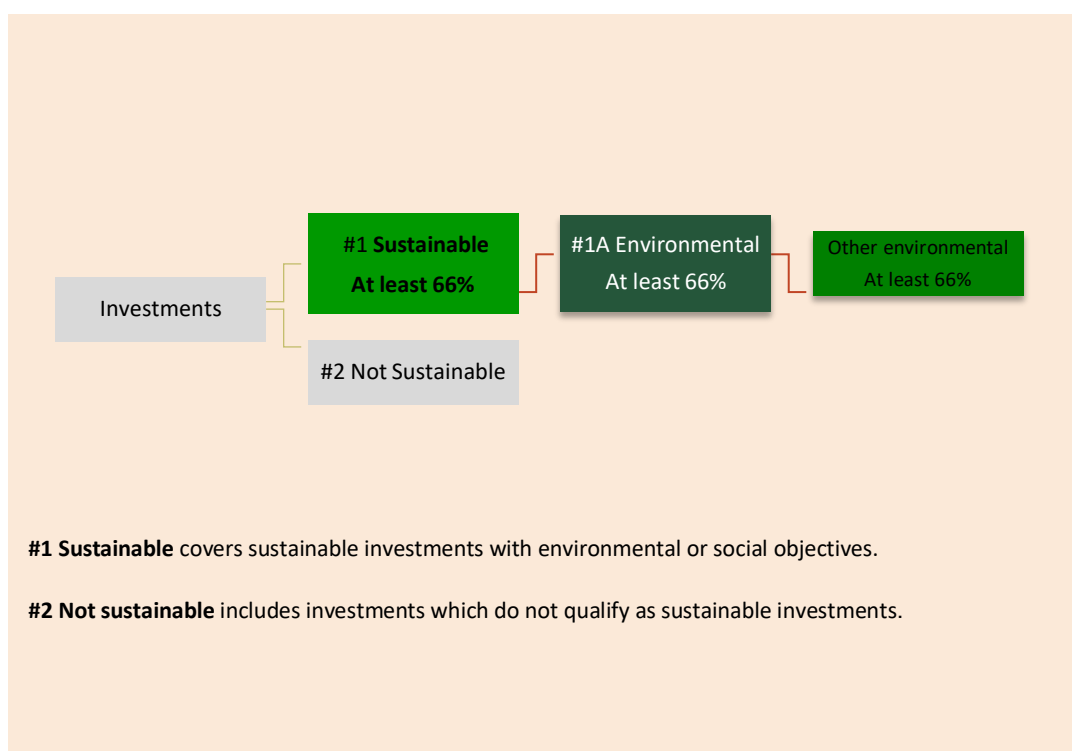 #1 Sustainable
At least 66%
#1A Environmental
At least 66%
Other environmental
At least 66%
Investments
#2 Not Sustainable
#1 Sustainable covers sustainable investments with environmental or social objectives.
#2 Not sustainable includes investments which do not qualify as sustainable investments.